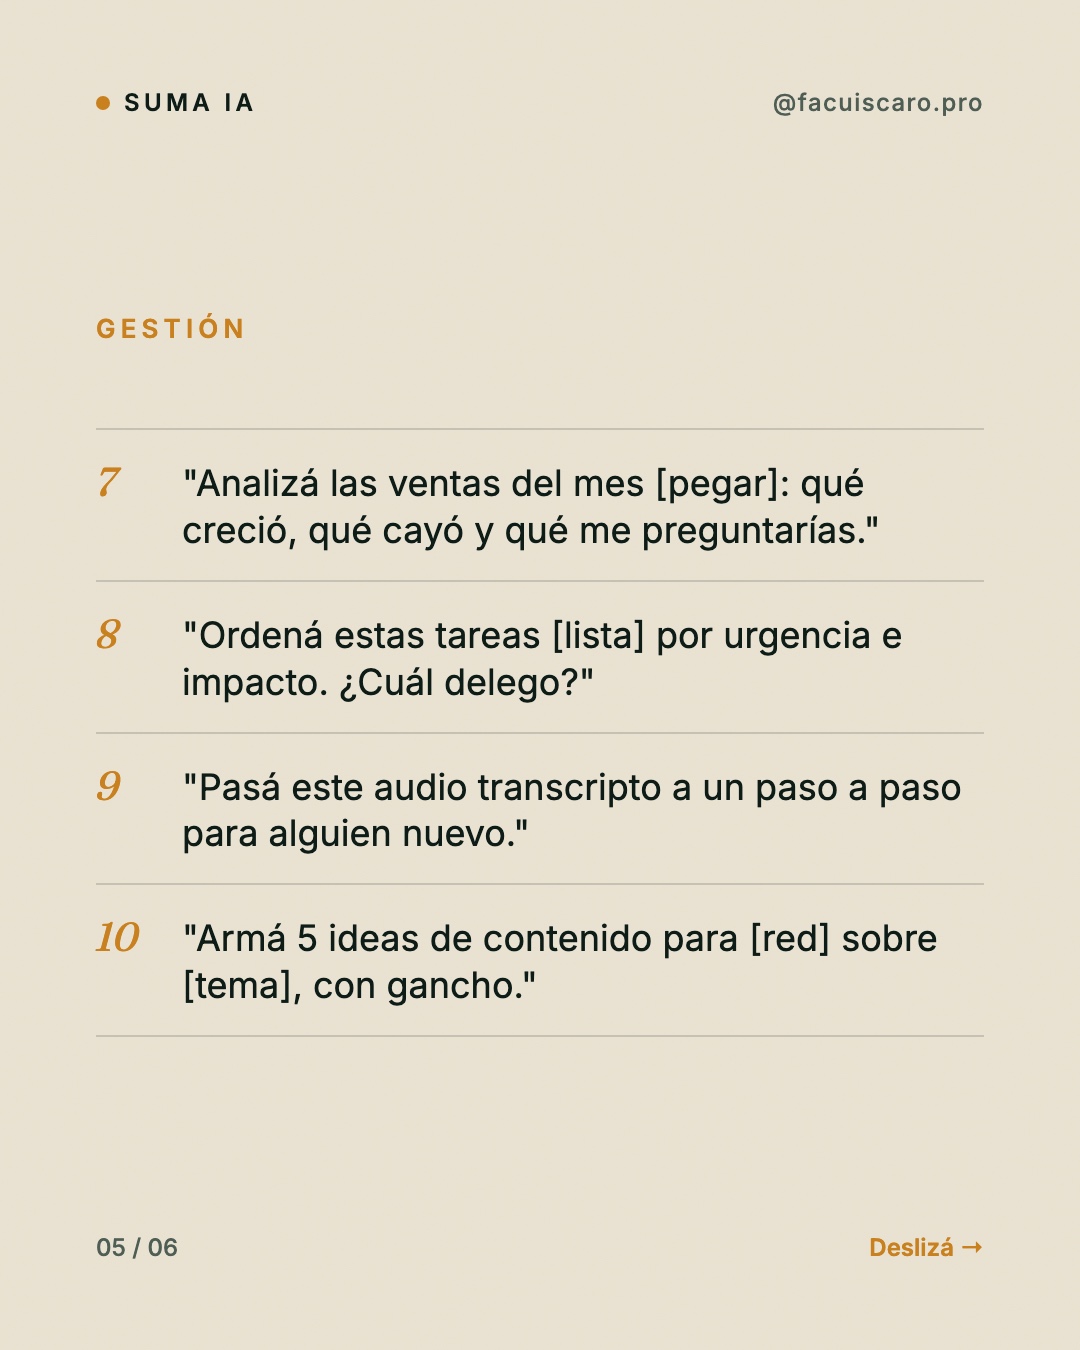 SUMA IA
@facuiscaro.pro
GESTIÓN
7
"Analizá las ventas del mes [pegar]: qué
creció, qué cayó y qué me preguntarías."
8
"Ordená estas tareas [lista] por urgencia e
impacto. ¿Cuál delego?"
9
"Pasá este audio transcripto a un paso a paso
para alguien nuevo."
10
"Armá 5 ideas de contenido para [red] sobre
[tema], con gancho."
05 / 06
Deslizá →